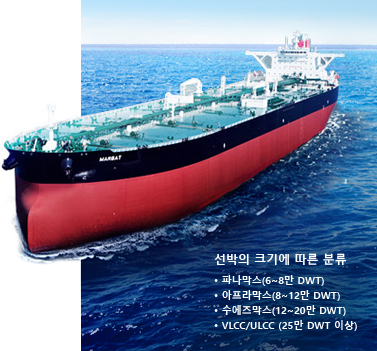 MARBAT
선박의 크기에 따른 분류
• 파나막스(6~8만 DWT)
• 아프라막스(8~12만 DWT)
• 수에즈막스(12~20만 DWT)
• VLCC/ULCC (25만 DWT 이상)